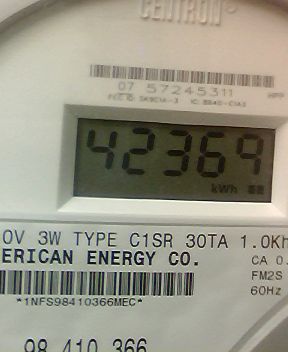 CENTRON
07 57245311
42369
kWh
0V 3W TYPE C1SR 30TA 1.0Kh
ERICAN ENERGY CO.
CA 0.
FM2S
60Hz
*1NFS98410366MEC*
98 410 366